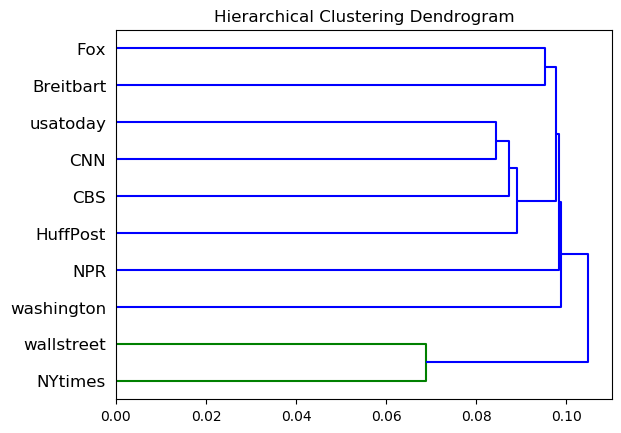 Hierarchical Clustering Dendrogram
Fox
Breitbart
usatoday
CNN
CBS
HuffPost
NPR
washington
wallstreet
NYtimes
0.00 0.02 0.04 0.06 0.08 0.10